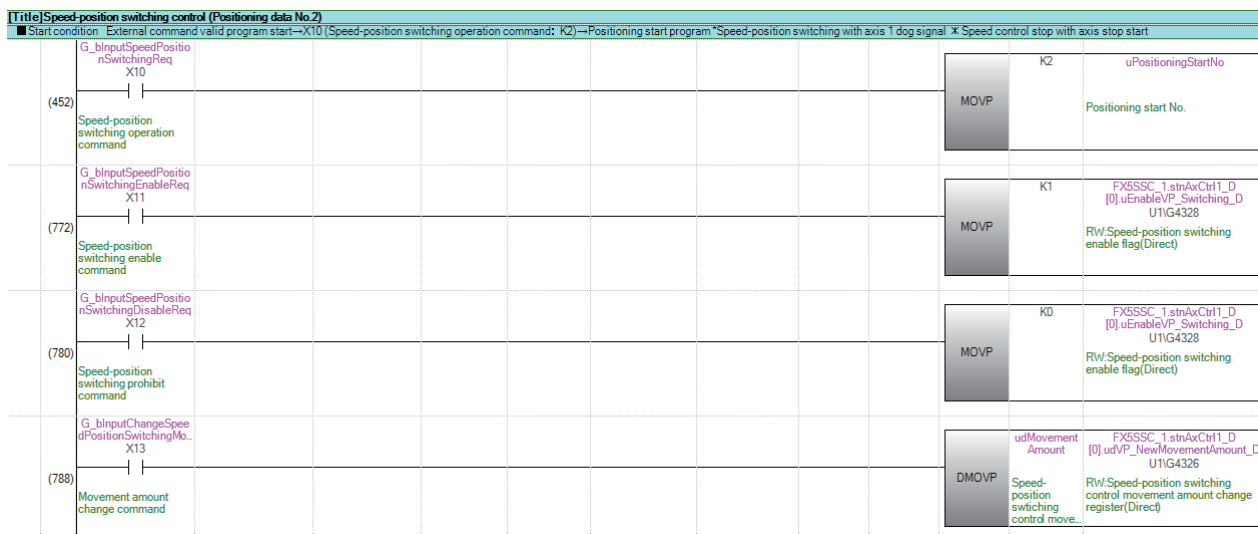 [Title]Speed-position switching control (Positioning data No.2)
■Start condition  External command valid program start→X10 (Speed-position switching operation command: K2)→Positioning start program *Speed-position switching with axis 1 dog signal ※ Speed control stop with axis stop start
G_bInputSpeedPositio
nSwitchingReq
X10
K2
uPositioningStartNo
(452)
MOVP
Speed-position
switching operation
command
Positioning start No.
G_bInputSpeedPositio
nSwitchingEnableReq
X11
K1
FX5SSC_1.stnAxCtrl1_D
[0].uEnableVP_Switching_D
U1\G4328
(772)
MOVP
Speed-position
switching enable
command
RW:Speed-position switching
enable flag(Direct)
G_bInputSpeedPositio
nSwitchingDisableReq
X12
K0
FX5SSC_1.stnAxCtrl1_D
[0].uEnableVP_Switching_D
U1\G4328
(780)
MOVP
Speed-position
switching prohibit
command
RW:Speed-position switching
enable flag(Direct)
G_bInputChangeSpee
dPositionSwitchingMo...
X13
udMovement
Amount
FX5SSC_1.stnAxCtrl1_D
[0].udVP_NewMovementAmount_D
U1\G4326
(788)
DMOVP
Movement amount
change command
Speed-
position
swtiching
control move...
RW:Speed-position switching
control movement amount change
register(Direct)